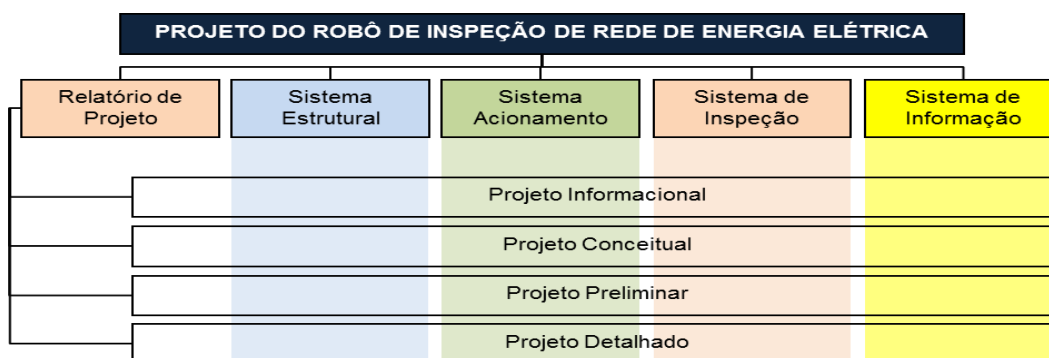 PROJETO DO ROBÔ DE INSPEÇÃO DE REDE DE ENERGIA ELÉTRICA
Relatório de
Projeto
Sistema
Estrutural
Sistema
Acionamento
Sistema de
Inspeção
Sistema de
Informação
Projeto Informacional
Projeto Conceitual
Projeto Preliminar
Projeto Detalhado